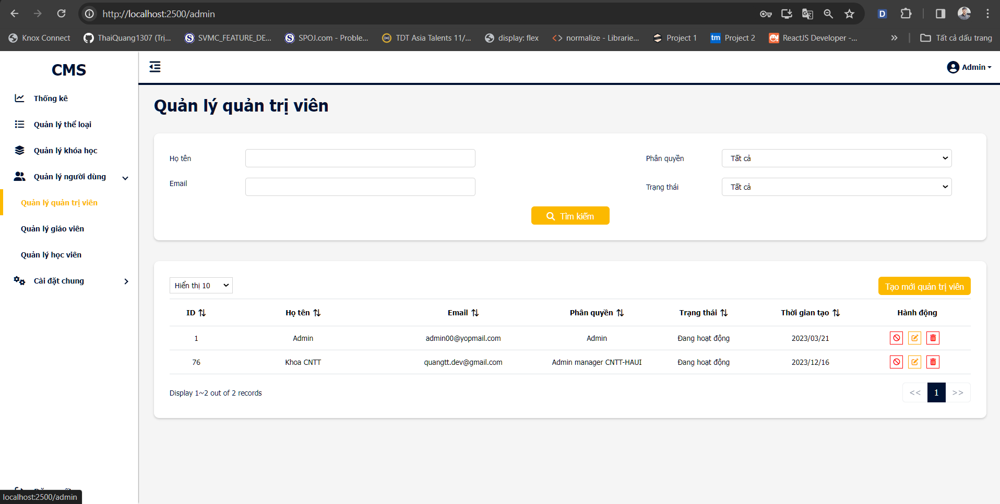 http://localhost:2500/admin
Knox Connect
ThaiQuang1307 (Trị...
SVMC_FEATURE_DE...
SPOJ.com - Proble...
TDT Asia Talents 11/...
display: flex
normalize - Librarie...
Project 1
tm Project 2
ReactJS Developer -...
Tất cả dấu trang
CMS
Admin
Thống kê
Quản lý thể loại
Quản lý khóa học
Quản lý người dùng
Quản lý quản trị viên
Quản lý giáo viên
Quản lý học viên
Cài đặt chung
Quản lý quản trị viên
Họ tên
Phân quyền
Tất cả
Email
Trạng thái
Tất cả
Tìm kiếm
Hiển thị 10
Tạo mới quản trị viên
ID Họ tên Email Phân quyền Trạng thái Thời gian tạo Hành động
1 Admin admin00@yopmail.com Admin Đang hoạt động 2023/03/21
76 Khoa CNTT quangtt.dev@gmail.com Admin manager CNTT-HAUI Đang hoạt động 2023/12/16
Display 1~2 out of 2 records
<< 1 >>
localhost:2500/admin